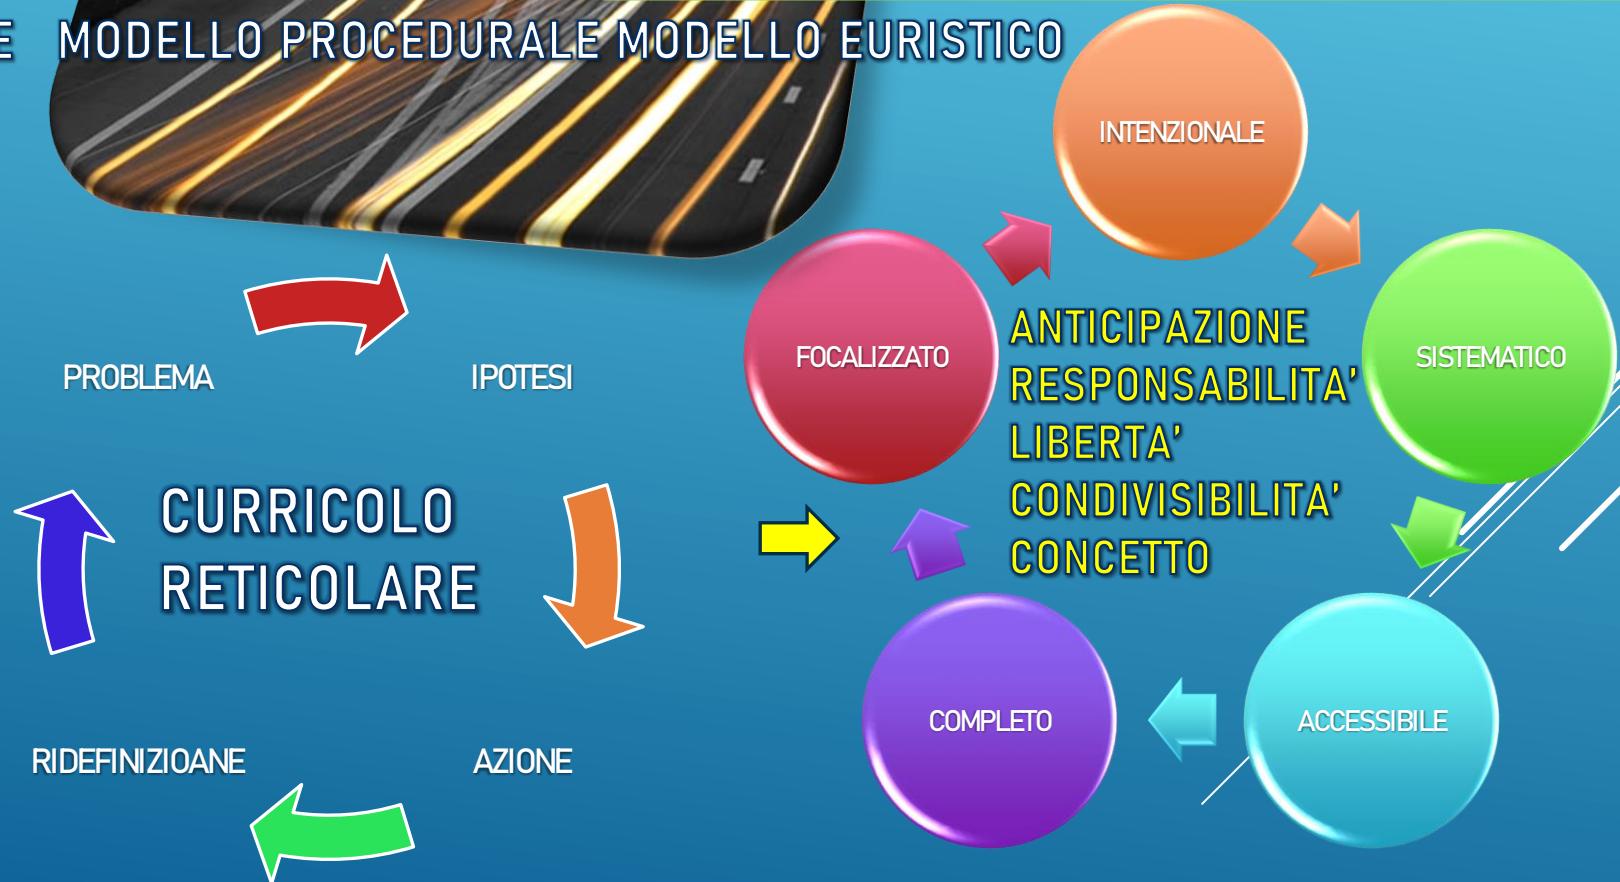 E MODELLO PROCEDURALE MODELLO EURISTICO
INTENZIONALE
FOCALIZZATO
SISTEMATICO
ANTICIPAZIONE
RESPONSABILITA’
LIBERTA’
CONDIVISIBILITA’
CONCETTO
COMPLETO
ACCESSIBILE
PROBLEMA
IPOTESI
CURRICOLO
RETICOLARE
RIDEFINIZIOANE
AZIONE